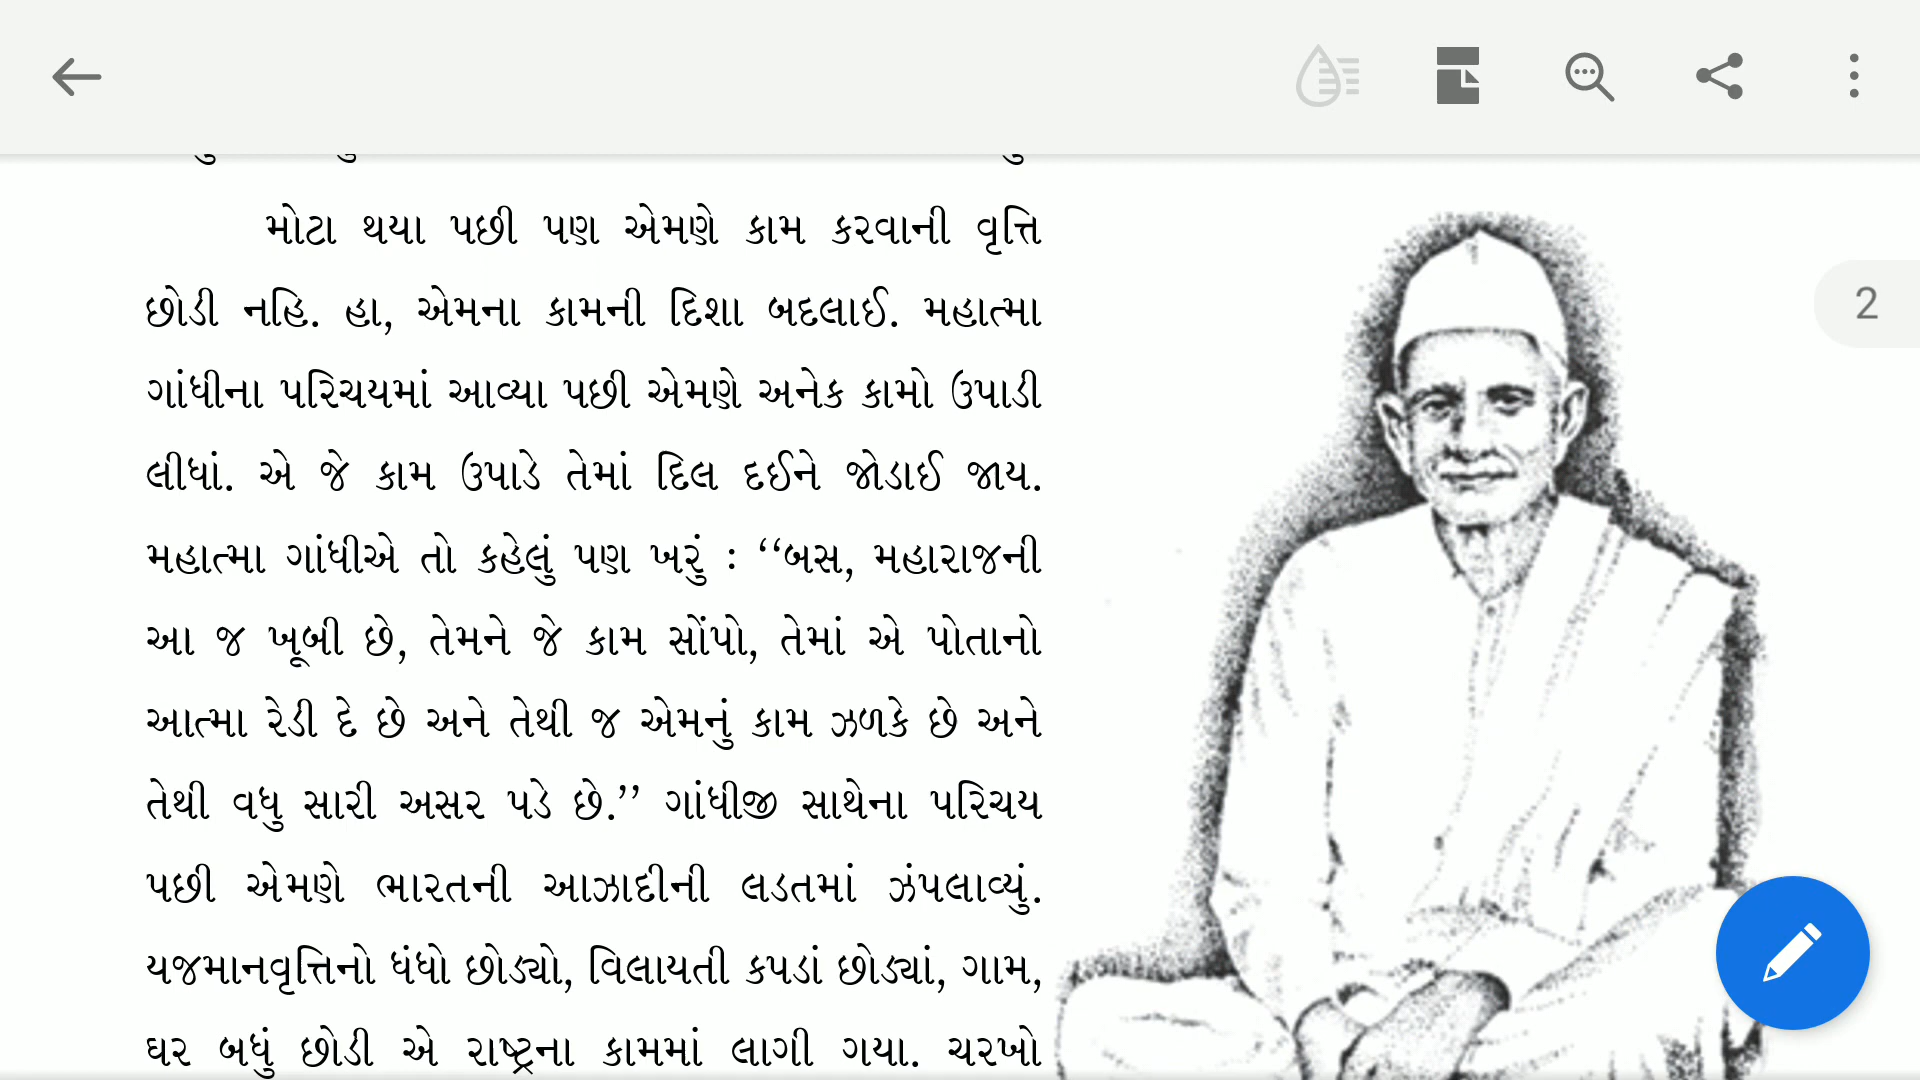 મોટા થયા પછી પણ એમણે કામ કરવાની વૃત્તિ
છોડી નહિ. હા, એમના કામની દિશા બદલાઈ. મહાત્મા
ગાંધીના પરિચયમાં આવ્યા પછી એમણે અનેક કામો ઉપાડી
લીધાં. એ જે કામ ઉપાડે તેમાં દિલ દઈને જોડાઈ જાય.
મહાત્મા ગાંધીએ તો કહેલું પણ ખરું : ‘‘બસ, મહારાજની
આ જ ખૂબી છે, તેમને જે કામ સોંપો, તેમાં એ પોતાનો
આત્મા રેડી દે છે અને તેથી જ એમનું કામ ઝળકે છે અને
તેથી વધુ સારી અસર પડે છે.’’ ગાંધીજી સાથેના પરિચય
પછી એમણે ભારતની આઝાદીની લડતમાં ઝંપલાવ્યું.
યજમાનવૃત્તિનો ધંધો છોડ્યો, વિલાયતી કપડાં છોડ્યાં, ગામ,
ઘર બધું છોડી એ રાષ્ટ્રના કામમાં લાગી ગયા. ચરખો
2